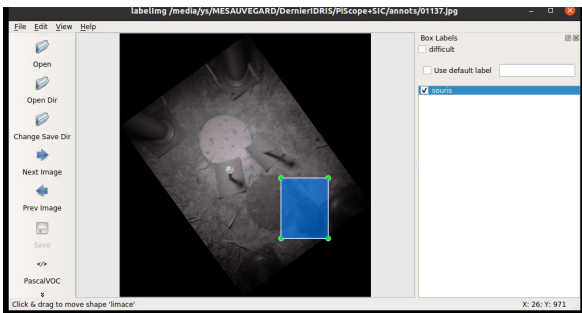 labelImg /media/ys/MESAUVEGARD/DernierIDRIS/PiScope+SIC/annots/01137.jpg
File Edit View Help
Open
Open Dir
Change Save Dir
Next Image
Prev Image
Save
</>
PascalVOC
Box Labels
difficult
Use default label
souris
Click & drag to move shape 'limace'
X: 26; Y: 971